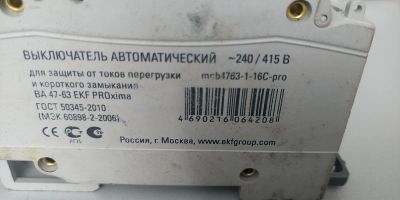 ВЫКЛЮЧАТЕЛЬ АВТОМАТИЧЕСКИЙ ~240 / 415 В
для защиты от токов перегрузки mcb4763-1-16C-pro
и короткого замыкания
ВА 47-63 EKF PROxima
ГОСТ 50345-2010
(МЭК 60898-2-2006)
4 690216 064208
Россия, г. Москва, www.ekfgroup.com